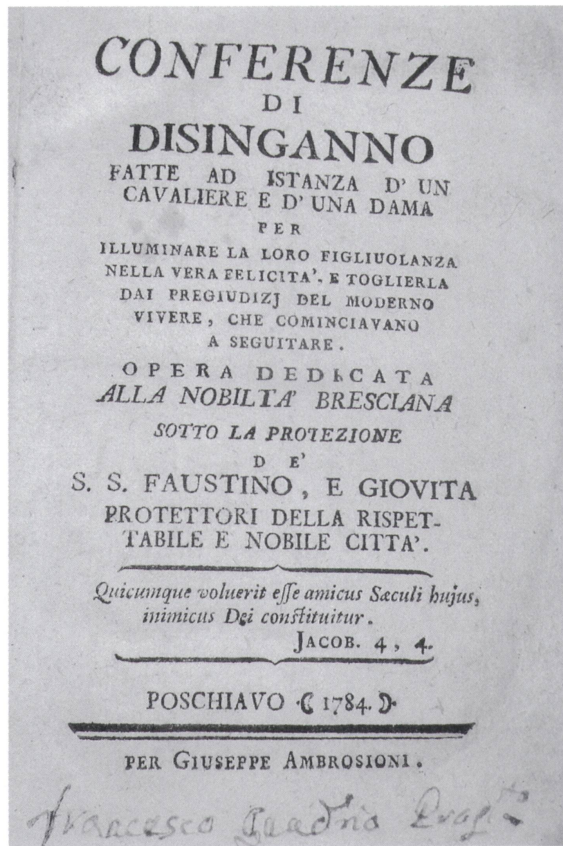 CONFERENZE
DI
DISINGANNO
FATTE AD ISTANZA D' UN
CAVALIERE E D' UNA DAMA
PER
ILLUMINARE LA LORO FIGLIUOLANZA
NELLA VERA FELICITA', E TOGLIERLA
DAI PREGIUDIZJ DEL MODERNO
VIVERE, CHE COMINCIAVANO
A SEGUITARE.
OPERA DEDICATA
ALLA NOBILTA' BRESCIANA
SOTTO LA PROTEZIONE
DE'
S. S. FAUSTINO, E GIOVITA
PROTETTORI DELLA RISPET-
TABILE E NOBILE CITTA'.
Quicumque voluerit eſſe amicus Sæculi hujus,
inimicus Dei conſtituitur.
JACOB. 4, 4.
POSCHIAVO 1784.
PER GIUSEPPE AMBROSIONI.
Francesco Quadrio